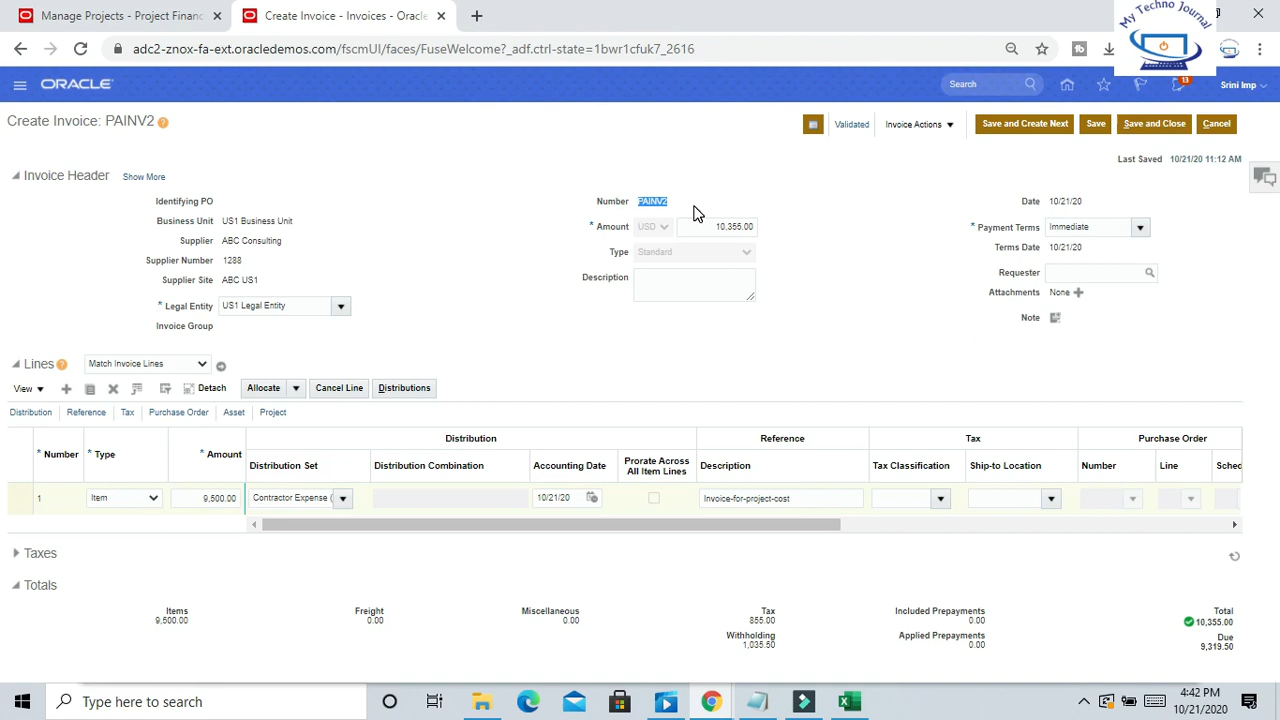 Manage Projects - Project Financ
Create Invoice - Invoices - Oracle
My Techno Journal
adc2-znox-fa-ext.oracledemos.com/fscmUI/faces/FuseWelcome?_adf.ctrl-state=1bwr1cfuk7_2616
ORACLE
Search
13
Srini Imp
Create Invoice: PAINV2
Validated
Invoice Actions
Save and Create Next
Save
Save and Close
Cancel
Last Saved 10/21/20 11:12 AM
Invoice Header Show More
Identifying PO
Business Unit US1 Business Unit
Supplier ABC Consulting
Supplier Number 1288
Supplier Site ABC US1
* Legal Entity US1 Legal Entity
Invoice Group
Number PAINV2
* Amount USD 10,355.00
Type Standard
Description
Date 10/21/20
* Payment Terms Immediate
Terms Date 10/21/20
Requester
Attachments None
Note
Lines Match Invoice Lines
View Detach Allocate Cancel Line Distributions
Distribution Reference Tax Purchase Order Asset Project
Distribution Reference Tax Purchase Order
* Number * Type * Amount Distribution Set Distribution Combination Accounting Date Prorate Across All Item Lines Description Tax Classification Ship-to Location Number Line Sched
1 Item 9,500.00 Contractor Expense ( 10/21/20 Invoice-for-project-cost
Taxes
Totals
Items 9,500.00
Freight 0.00
Miscellaneous 0.00
Tax 855.00
Withholding 1,035.50
Included Prepayments 0.00
Applied Prepayments 0.00
Total 10,355.00
Due 9,319.50
Type here to search
4:42 PM
10/21/2020